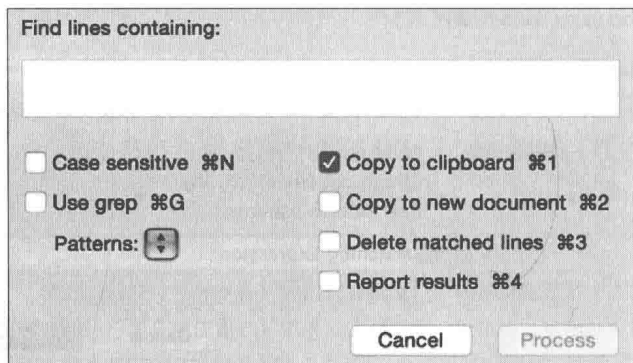 Find lines containing:
Case sensitive ⌘N
Use grep ⌘G
Patterns:
Copy to clipboard ⌘1
Copy to new document ⌘2
Delete matched lines ⌘3
Report results ⌘4
Cancel Process